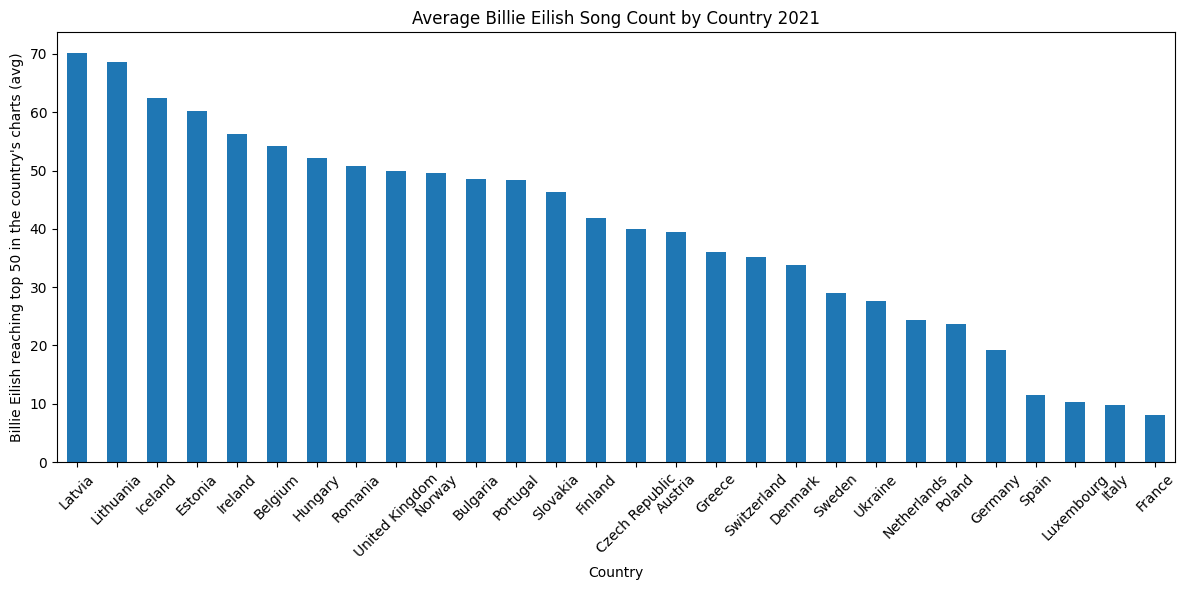 Average Billie Eilish Song Count by Country 2021
Billie Eilish reaching top 50 in the country's charts (avg)
70
60
50
40
30
20
10
0
Latvia
Lithuania
Iceland
Estonia
Ireland
Belgium
Hungary
Romania
United Kingdom
Norway
Bulgaria
Portugal
Slovakia
Finland
Czech Republic
Austria
Greece
Switzerland
Denmark
Sweden
Ukraine
Netherlands
Poland
Germany
Spain
Luxembourg
Italy
France
Country